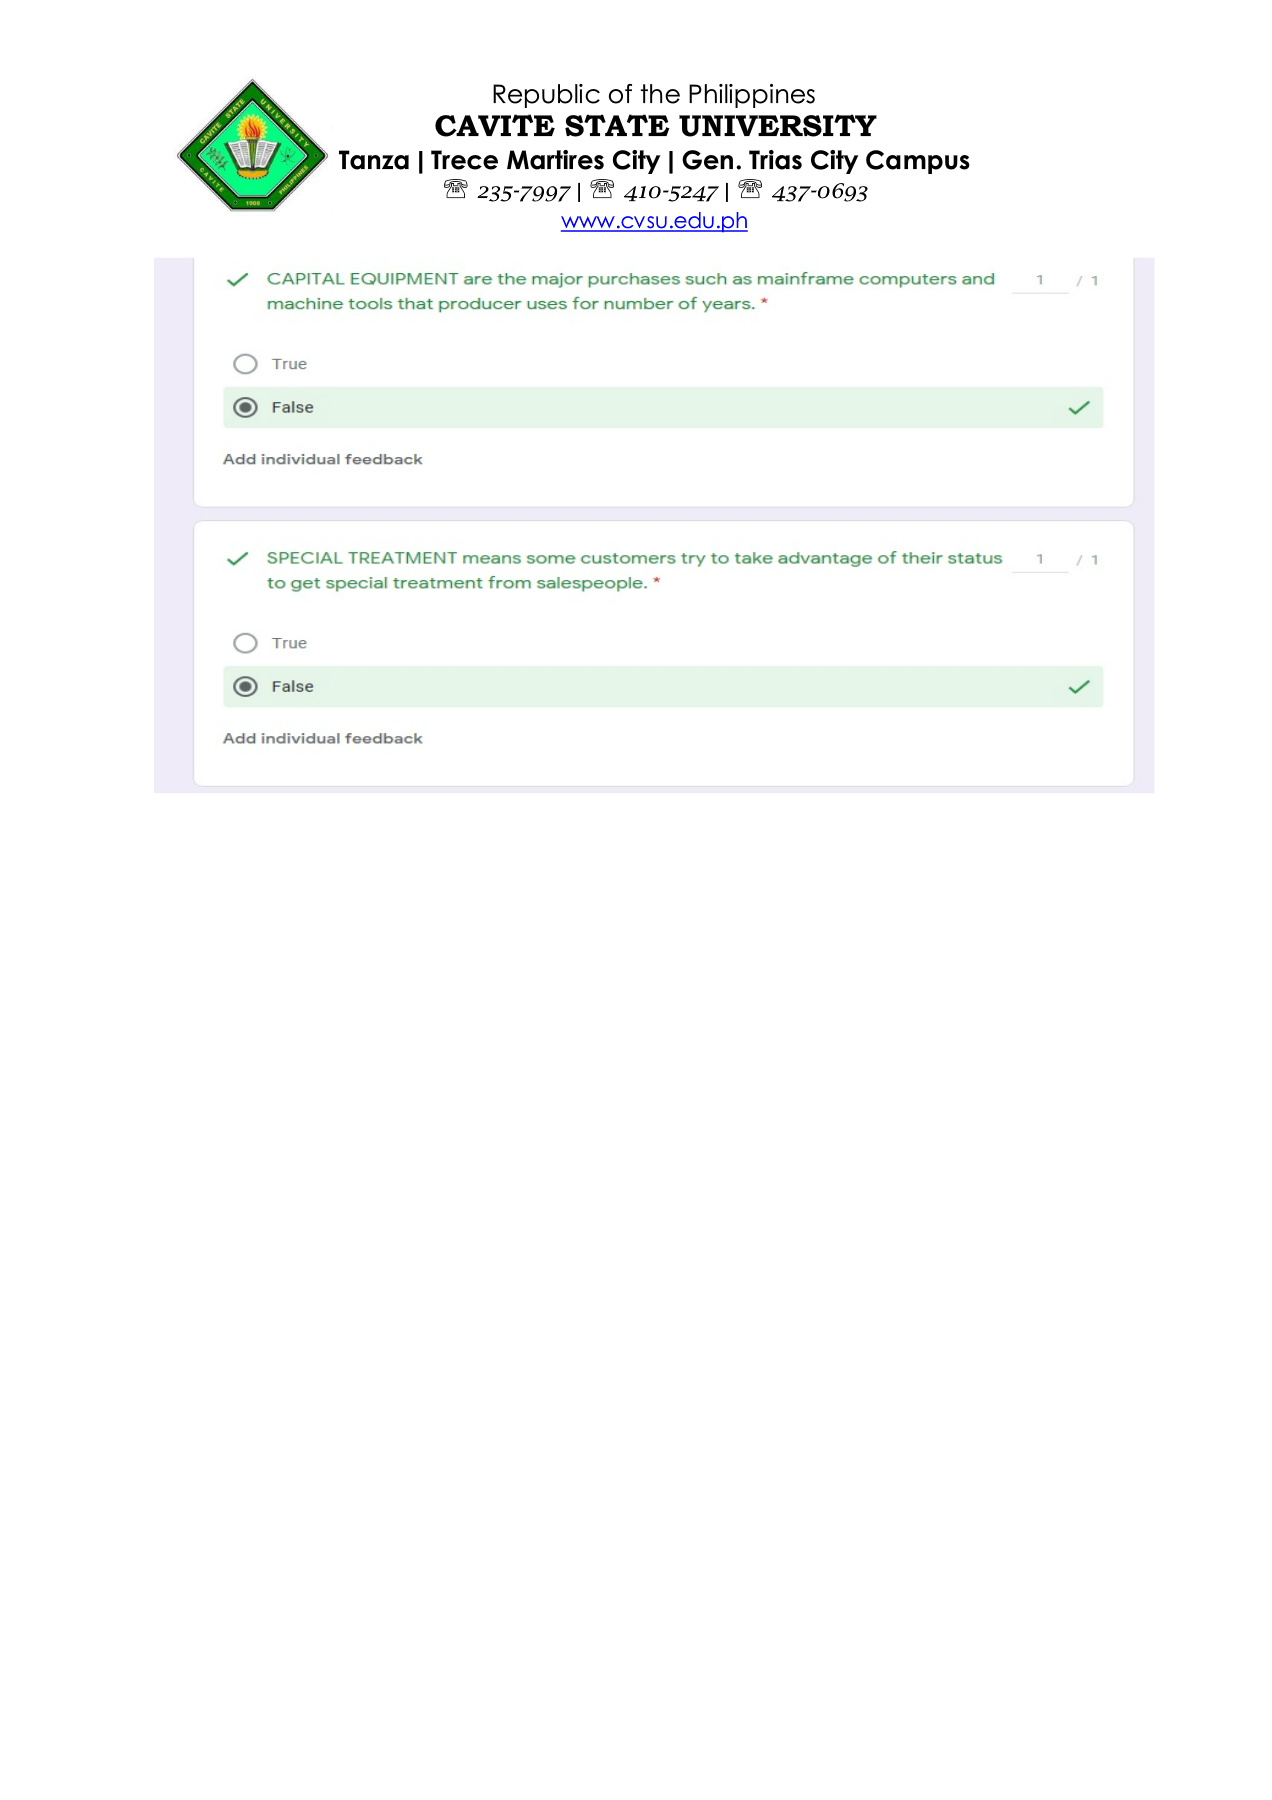 CAVITE STATE UNIVERSITY
CAVITE PHILIPPINES
1906
Republic of the Philippines
CAVITE STATE UNIVERSITY
Tanza | Trece Martires City | Gen. Trias City Campus
☏ 235-7997 | ☏ 410-5247 | ☏ 437-0693
www.cvsu.edu.ph
CAPITAL EQUIPMENT are the major purchases such as mainframe computers and 1 / 1
machine tools that producer uses for number of years. *
True
False
Add individual feedback
SPECIAL TREATMENT means some customers try to take advantage of their status 1 / 1
to get special treatment from salespeople. *
True
False
Add individual feedback